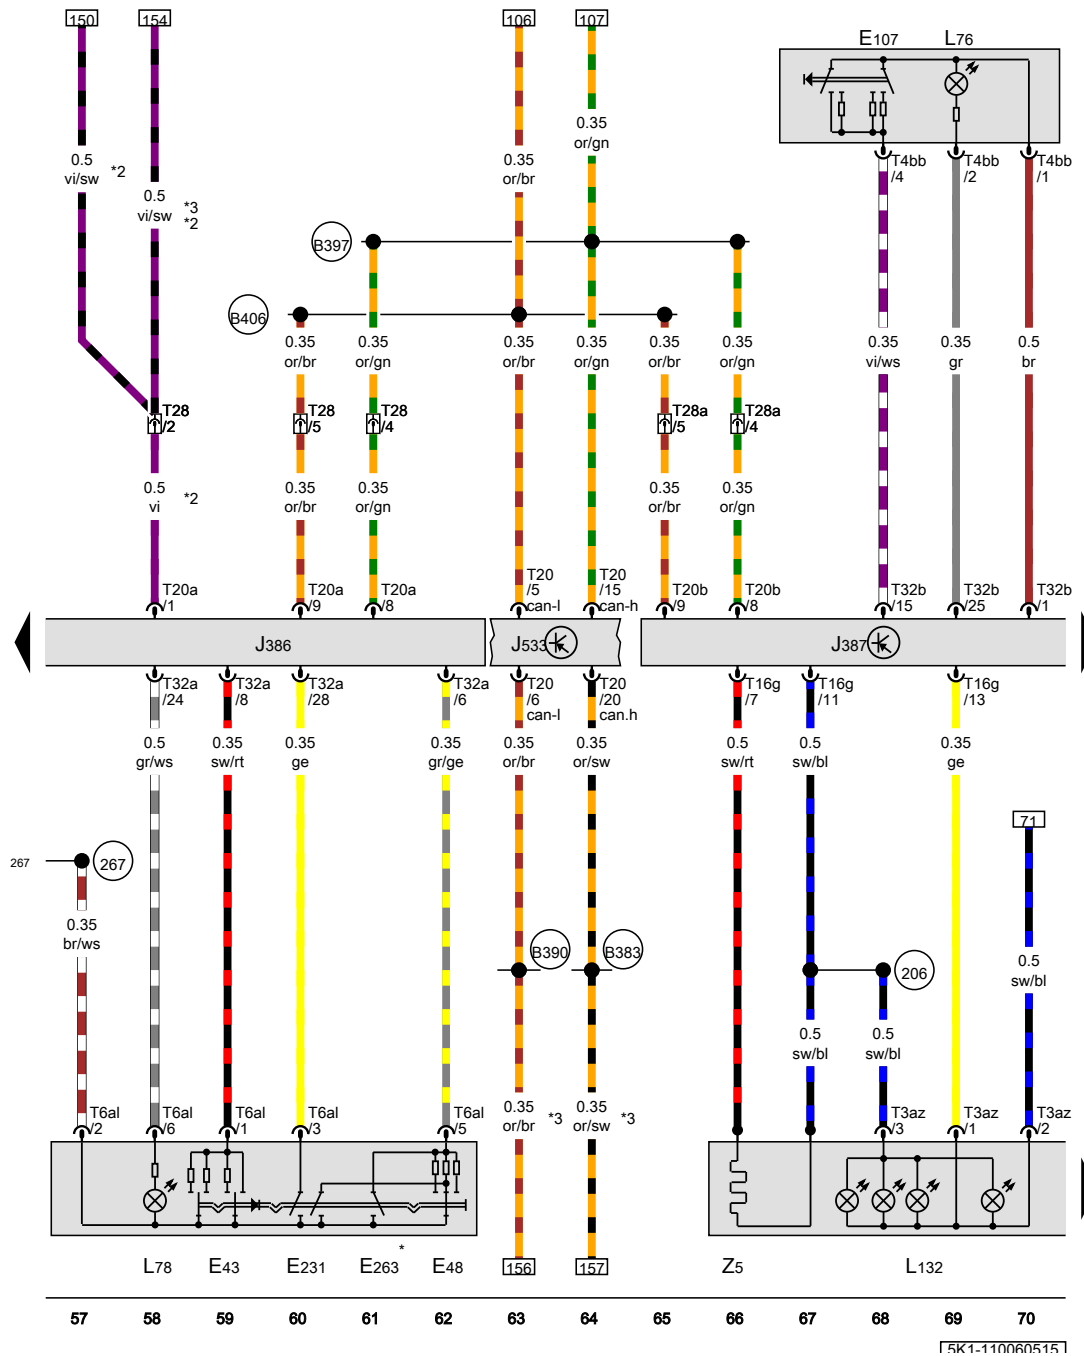 150
154
106
107
E107
L76
0.5
vi/sw
*2
0.5
vi/sw
*3
*2
0.35
or/br
0.35
or/gn
T4bb
/4
T4bb
/2
T4bb
/1
B397
B406
0.35
or/br
0.35
or/gn
0.35
or/br
0.35
or/gn
0.35
or/br
0.35
or/gn
0.35
vi/ws
0.35
gr
0.5
br
T28
/2
T28
/5
T28
/4
T28a
/5
T28a
/4
0.5
vi
*2
0.35
or/br
0.35
or/gn
0.35
or/br
0.35
or/gn
T20a
/1
T20a
/9
T20a
/8
T20
/5
can-l
T20
/15
can-h
T20b
/9
T20b
/8
T32b
/15
T32b
/25
T32b
/1
J386
J533
J387
T32a
/24
T32a
/8
T32a
/28
T32a
/6
T20
/6
can-l
T20
/20
can.h
T16g
/7
T16g
/11
T16g
/13
0.5
gr/ws
0.35
sw/rt
0.35
ge
0.35
gr/ge
0.35
or/br
0.35
or/sw
0.5
sw/rt
0.5
sw/bl
0.35
ge
71
267
267
0.35
br/ws
B390
B383
206
0.5
sw/bl
0.5
sw/bl
0.5
sw/bl
T6al
/2
T6al
/6
T6al
/1
T6al
/3
T6al
/5
0.35
or/br
*3
0.35
or/sw
*3
T3az
/3
T3az
/1
T3az
/2
L78
E43
E231
E263
*
E48
156
157
Z5
L132
57
58
59
60
61
62
63
64
65
66
67
68
69
70
5K1-110060515